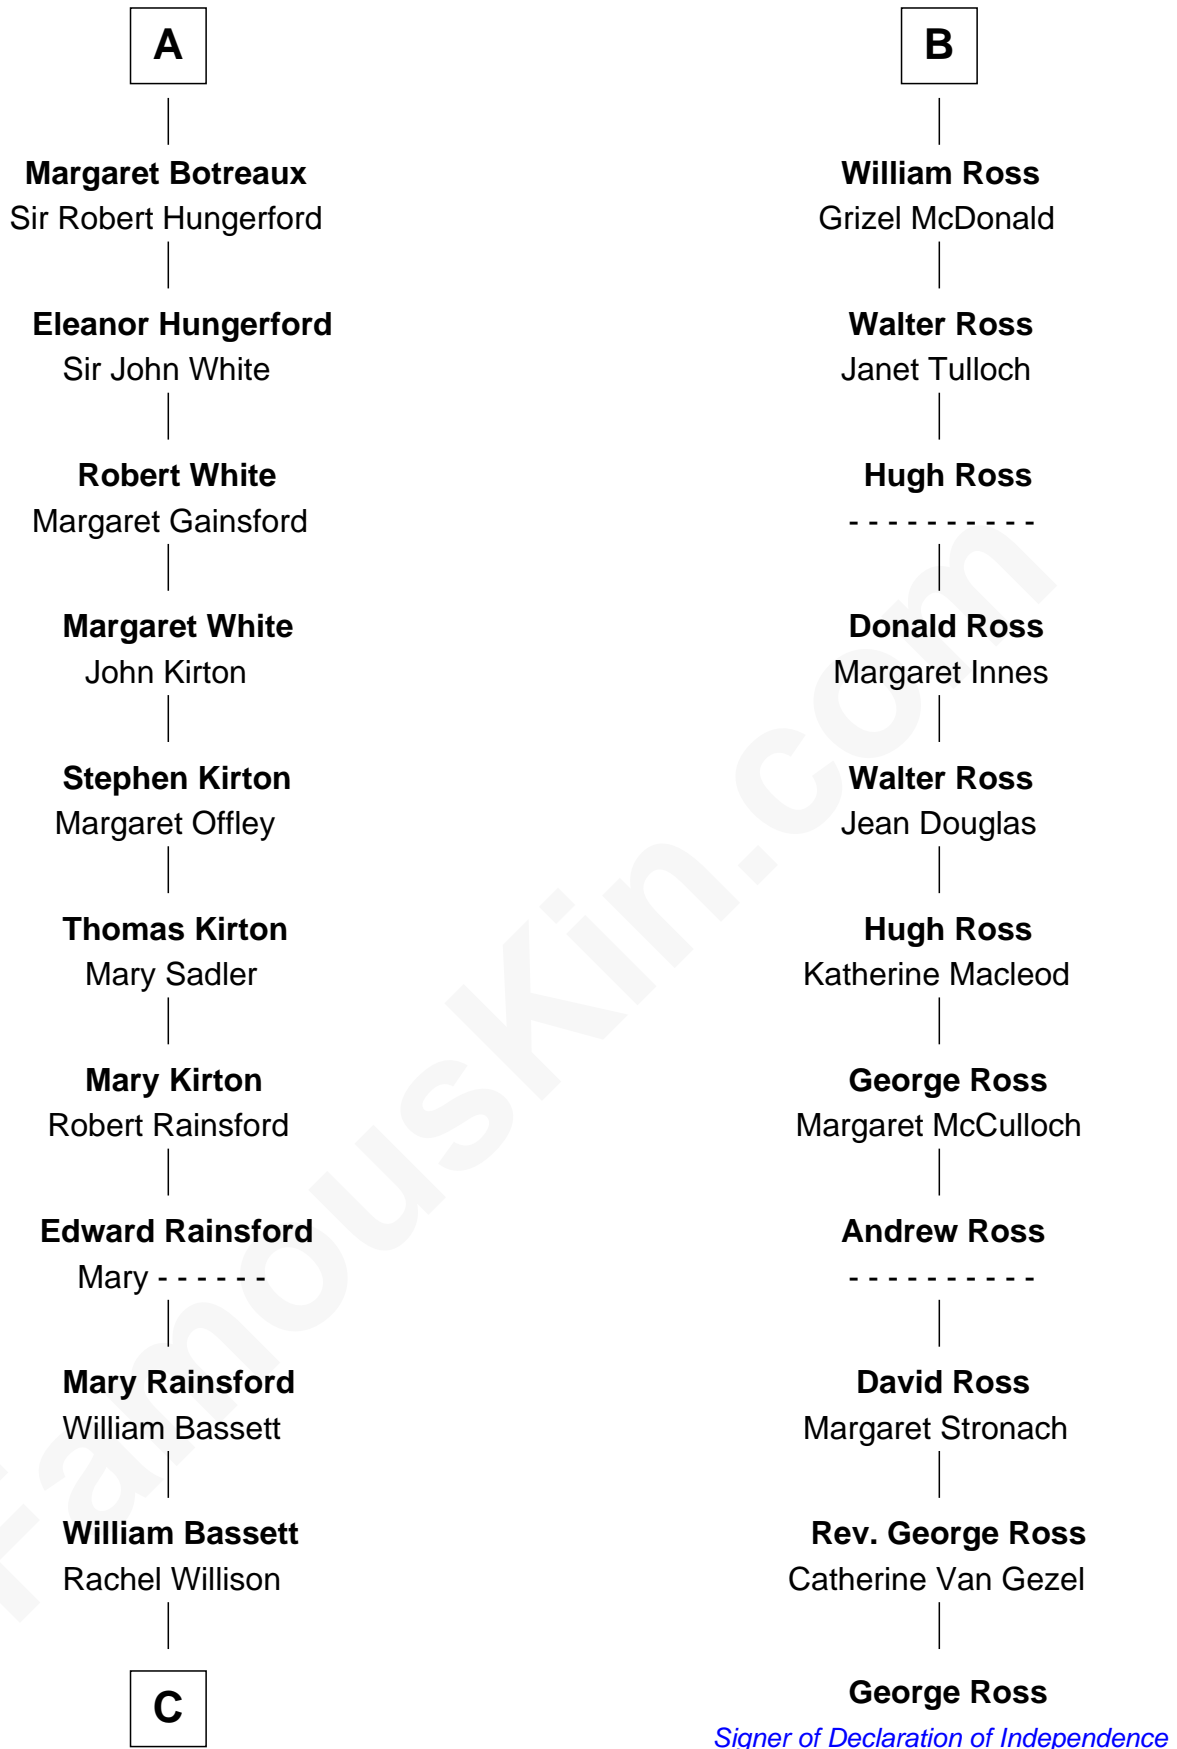 A
Margaret Botreaux
Sir Robert Hungerford
Eleanor Hungerford
Sir John White
Robert White
Margaret Gainsford
Margaret White
John Kirton
Stephen Kirton
Margaret Offley
Thomas Kirton
Mary Sadler
Mary Kirton
Robert Rainsford
Edward Rainsford
Mary - - - - - -
Mary Rainsford
William Bassett
William Bassett
Rachel Willison
C
B
William Ross
Grizel McDonald
Walter Ross
Janet Tulloch
Hugh Ross
- - - - - - - - - -
Donald Ross
Margaret Innes
Walter Ross
Jean Douglas
Hugh Ross
Katherine Macleod
George Ross
Margaret McCulloch
Andrew Ross
- - - - - - - - - -
David Ross
Margaret Stronach
Rev. George Ross
Catherine Van Gezel
George Ross
Signer of Declaration of Independence
FamousKin.com